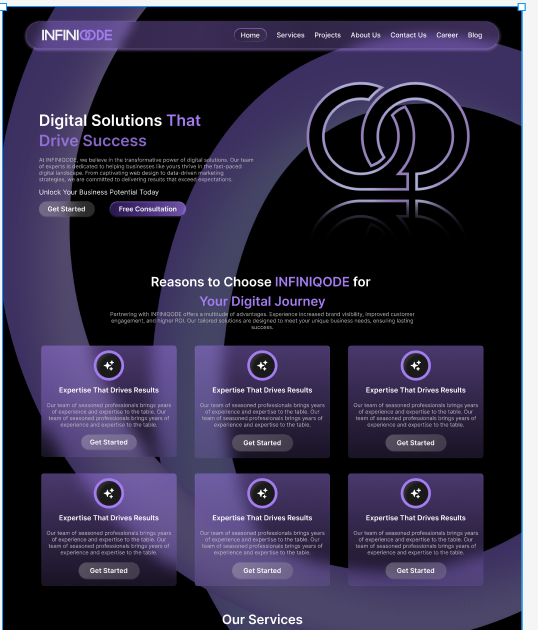 INFINIQODE
Home Services Projects About Us Contact Us Career Blog
Digital Solutions That
Drive Success
At INFINIQODE, we believe in the transformative power of digital solutions. Our team
of experts is dedicated to helping businesses like yours thrive in the fast-paced
digital landscape. From captivating web design to data-driven marketing
strategies, we are committed to delivering results that exceed expectations.
Unlock Your Business Potential Today
Get Started Free Consultation
Reasons to Choose INFINIQODE for
Your Digital Journey
Partnering with INFINIQODE offers a multitude of advantages. Experience increased brand visibility, improved customer
engagement, and higher ROI. Our tailored solutions are designed to meet your unique business needs, ensuring lasting
success.
Expertise That Drives Results
Our team of seasoned professionals brings years
of experience and expertise to the table. Our
team of seasoned professionals brings years of
experience and expertise to the table.
Get Started
Expertise That Drives Results
Our team of seasoned professionals brings years
of experience and expertise to the table. Our
team of seasoned professionals brings years of
experience and expertise to the table.
Get Started
Expertise That Drives Results
Our team of seasoned professionals brings years
of experience and expertise to the table. Our
team of seasoned professionals brings years of
experience and expertise to the table.
Get Started
Expertise That Drives Results
Our team of seasoned professionals brings years
of experience and expertise to the table. Our
team of seasoned professionals brings years of
experience and expertise to the table.
Get Started
Expertise That Drives Results
Our team of seasoned professionals brings years
of experience and expertise to the table. Our
team of seasoned professionals brings years of
experience and expertise to the table.
Get Started
Expertise That Drives Results
Our team of seasoned professionals brings years
of experience and expertise to the table. Our
team of seasoned professionals brings years of
experience and expertise to the table.
Get Started
Our Services